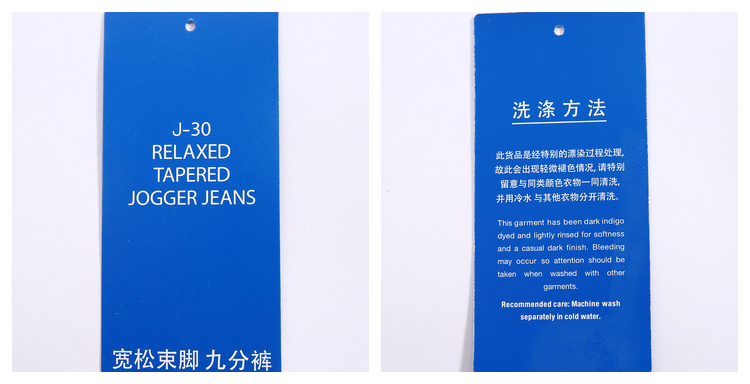 J-30
RELAXED
TAPERED
JOGGER JEANS
宽松束脚 九分裤
洗涤方法
此货品是经特别的漂染过程处理,
故此会出现轻微褪色情况,请特别
留意与同类颜色衣物一同清洗,
并用冷水 与其他衣物分开清洗。
This garment has been dark indigo
dyed and lightly rinsed for softness
and a casual dark finish. Bleeding
may occur so attention should be
taken when washed with other
garments.
Recommended care: Machine wash
separately in cold water.